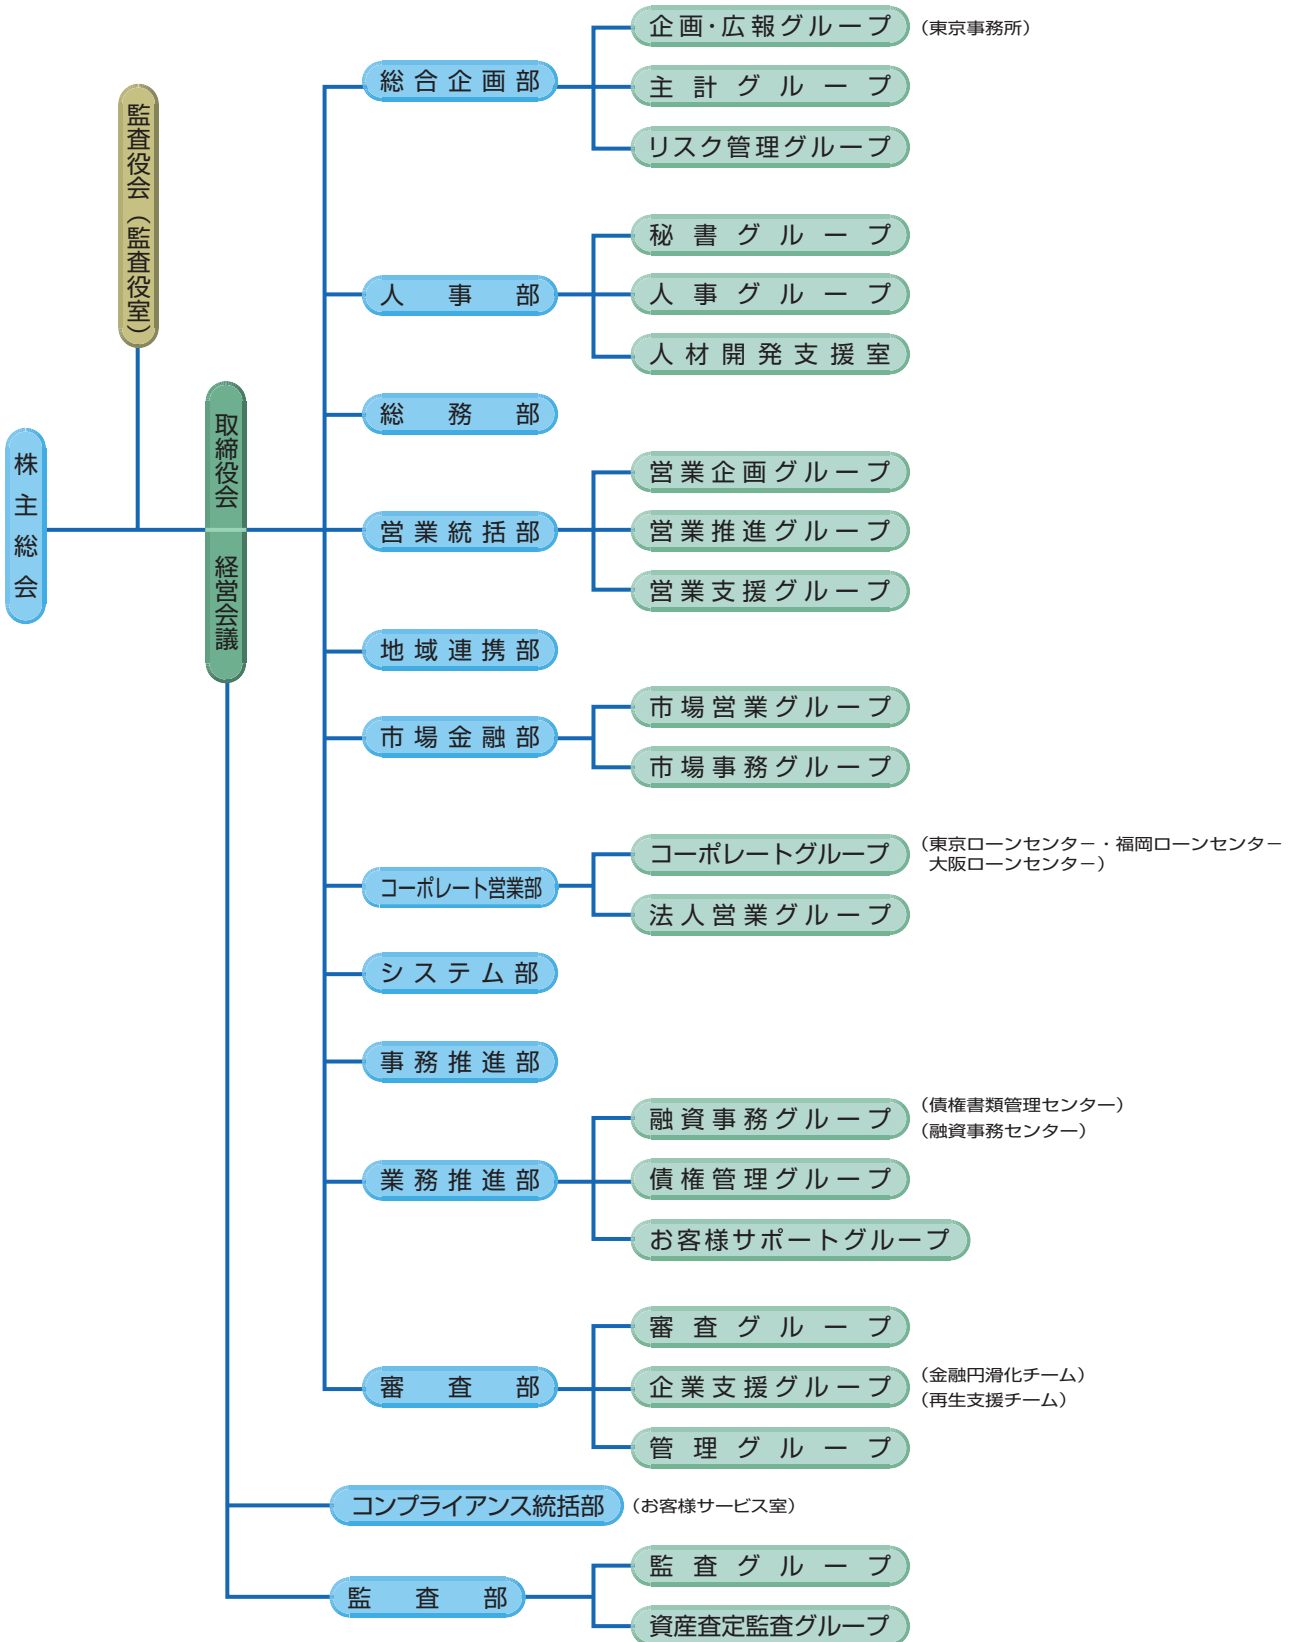 株主総会
監査役会（監査役室）
取締役会
経営会議
総合企画部
企画・広報グループ
（東京事務所）
主計グループ
リスク管理グループ
人事部
秘書グループ
人事グループ
人材開発支援室
総務部
営業統括部
営業企画グループ
営業推進グループ
営業支援グループ
地域連携部
市場金融部
市場営業グループ
市場事務グループ
コーポレート営業部
コーポレートグループ
（東京ローンセンター・福岡ローンセンター
大阪ローンセンター）
法人営業グループ
システム部
事務推進部
業務推進部
融資事務グループ
（債権書類管理センター）
（融資事務センター）
債権管理グループ
お客様サポートグループ
審査部
審査グループ
企業支援グループ
（金融円滑化チーム）
（再生支援チーム）
管理グループ
コンプライアンス統括部
（お客様サービス室）
監査部
監査グループ
資産査定監査グループ